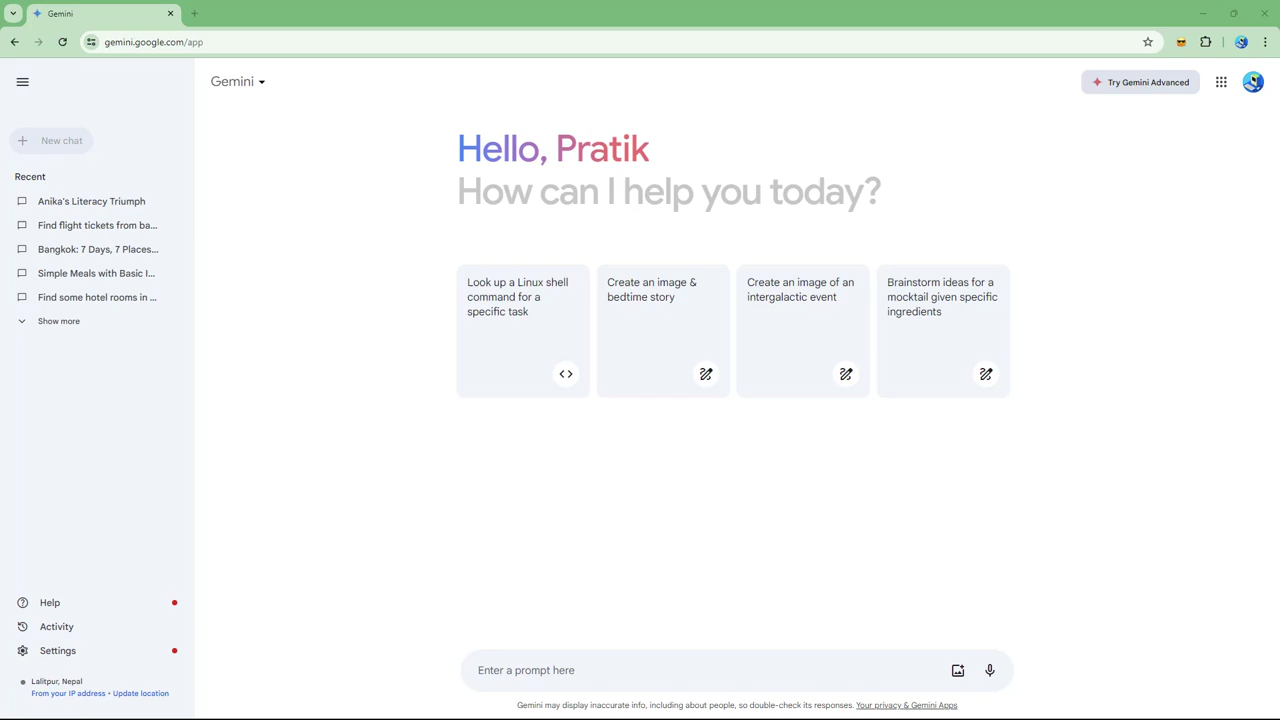 Gemini
gemini.google.com/app
Gemini
Try Gemini Advanced
New chat
Recent
Anika's Literacy Triumph
Find flight tickets from ba...
Bangkok: 7 Days, 7 Places...
Simple Meals with Basic I...
Find some hotel rooms in ...
Show more
Hello, Pratik
How can I help you today?
Look up a Linux shell
command for a
specific task
Create an image &
bedtime story
Create an image of an
intergalactic event
Brainstorm ideas for a
mocktail given specific
ingredients
Help
Activity
Settings
Lalitpur, Nepal
From your IP address • Update location
Enter a prompt here
Gemini may display inaccurate info, including about people, so double-check its responses. Your privacy & Gemini Apps